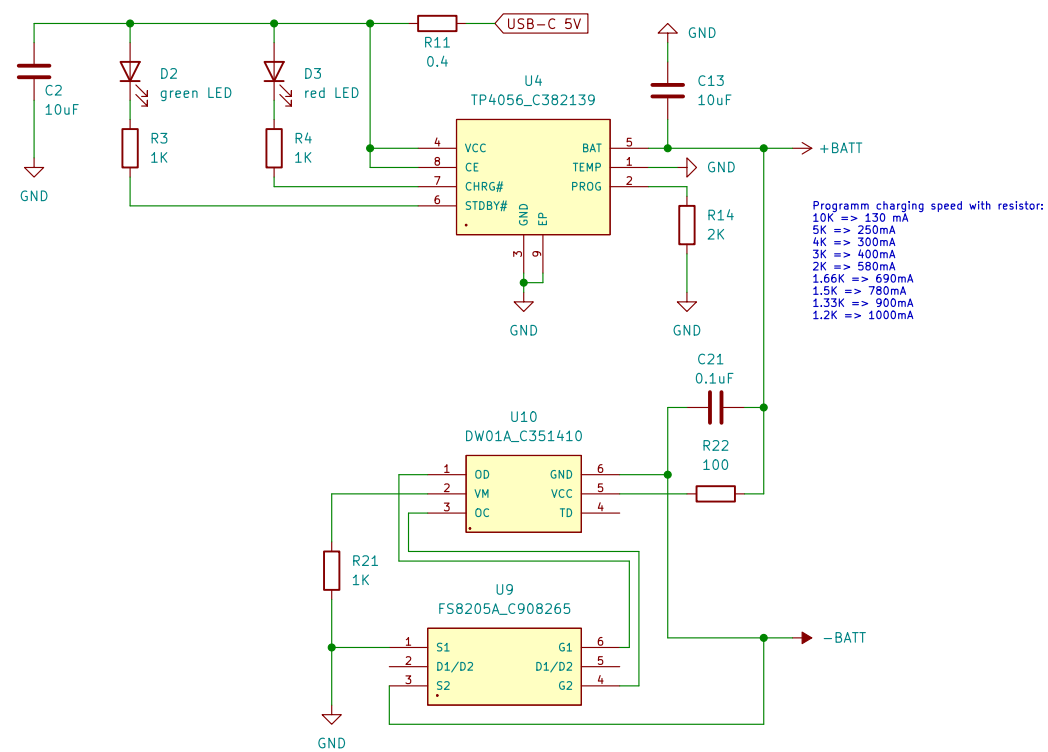 USB-C 5V
R11
0.4
GND
C2
10uF
D2
green LED
D3
red LED
C13
10uF
U4
TP4056_C382139
R3
1K
R4
1K
4 VCC
8 CE
7 CHRG#
6 STDBY#
BAT 5
TEMP 1
PROG 2
GND
EP
3
9
+BATT
GND
GND
R14
2K
Programm charging speed with resistor:
10K => 130 mA
5K => 250mA
4K => 300mA
3K => 400mA
2K => 580mA
1.66K => 690mA
1.5K => 780mA
1.33K => 900mA
1.2K => 1000mA
GND
GND
C21
0.1uF
U10
DW01A_C351410
R22
100
1 OD
2 VM
3 OC
GND 6
VCC 5
TD 4
R21
1K
U9
FS8205A_C908265
1 S1
2 D1/D2
3 S2
G1 6
D1/D2 5
G2 4
-BATT
GND